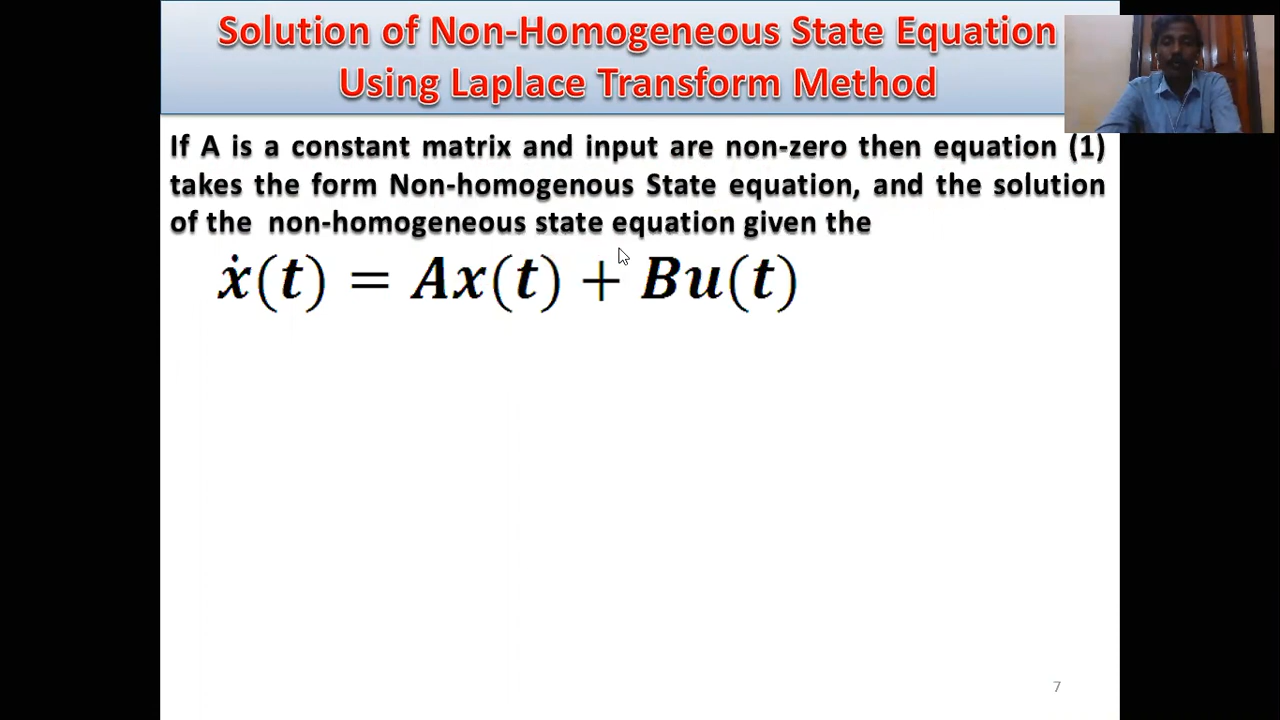 Solution of Non-Homogeneous State Equation
Using Laplace Transform Method
If A is a constant matrix and input are non-zero then equation (1)
takes the form Non-homogenous State equation, and the solution
of the non-homogeneous state equation given the
ẋ(t) = Ax(t) + Bu(t)
7